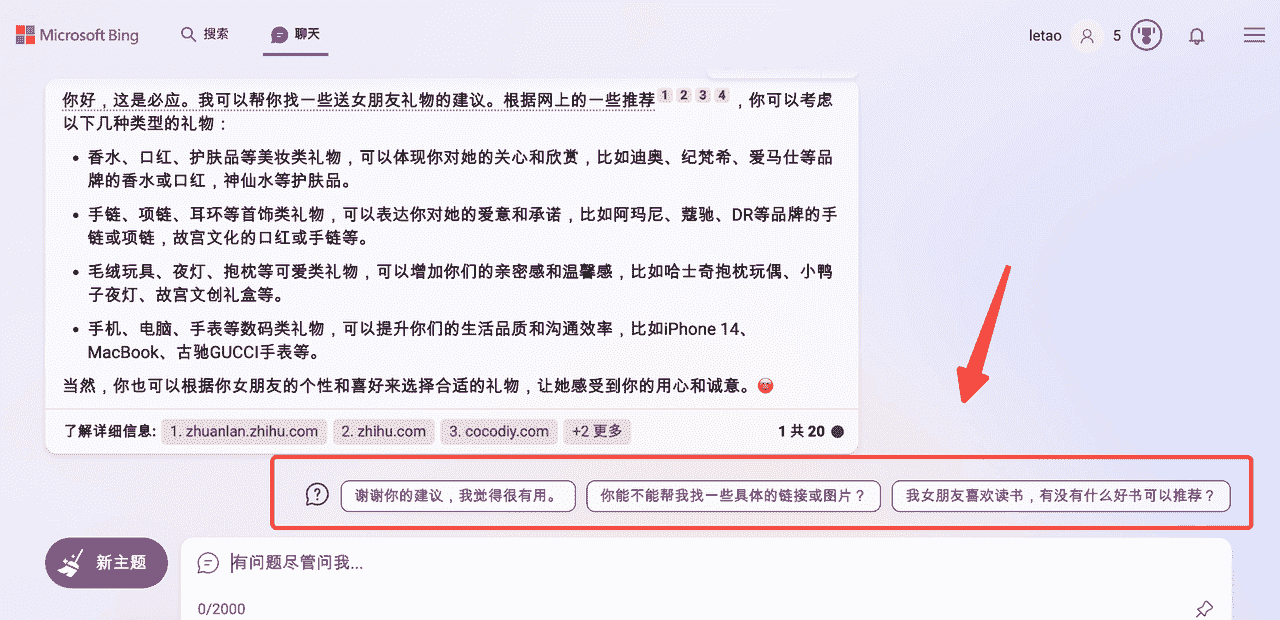 Microsoft Bing 搜索 聊天 letao 5
你好，这是必应。我可以帮你找一些送女朋友礼物的建议。根据网上的一些推荐 1 2 3 4 ，你可以考虑
以下几种类型的礼物：
• 香水、口红、护肤品等美妆类礼物，可以体现你对她的关心和欣赏，比如迪奥、纪梵希、爱马仕等品
牌的香水或口红，神仙水等护肤品。
• 手链、项链、耳环等首饰类礼物，可以表达你对她的爱意和承诺，比如阿玛尼、蔻驰、DR等品牌的手
链或项链，故宫文化的口红或手链等。
• 毛绒玩具、夜灯、抱枕等可爱类礼物，可以增加你们的亲密感和温馨感，比如哈士奇抱枕玩偶、小鸭
子夜灯、故宫文创礼盒等。
• 手机、电脑、手表等数码类礼物，可以提升你们的生活品质和沟通效率，比如iPhone 14、
MacBook、古驰GUCCI手表等。
当然，你也可以根据你女朋友的个性和喜好来选择合适的礼物，让她感受到你的用心和诚意。
了解详细信息: 1. zhuanlan.zhihu.com 2. zhihu.com 3. cocodiy.com +2 更多 1 共 20
谢谢你的建议，我觉得很有用。 你能不能帮我找一些具体的链接或图片？ 我女朋友喜欢读书，有没有什么好书可以推荐？
新主题 有问题尽管问我...
0/2000